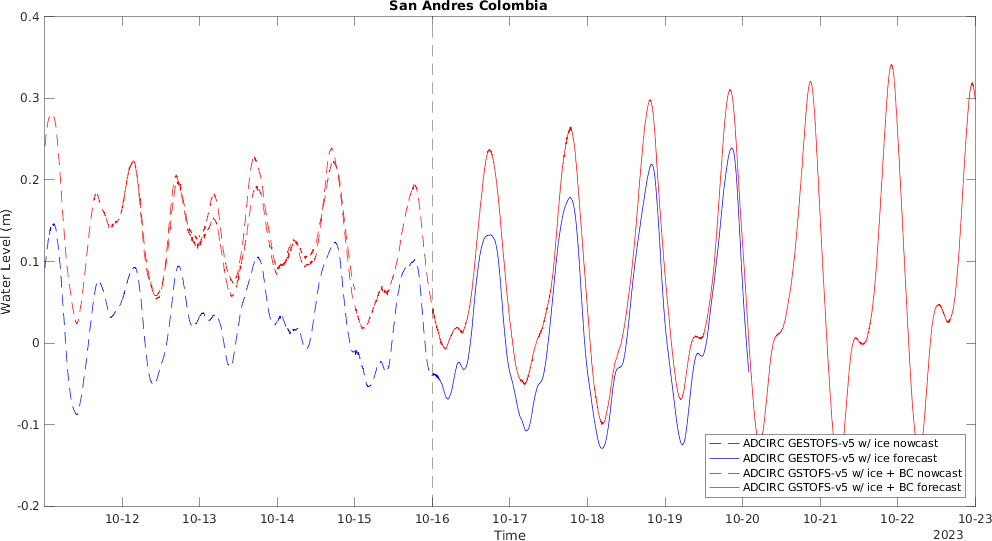 San Andres Colombia
0.4
0.3
0.2
0.1
0
-0.1
-0.2
Water Level (m)
ADCIRC GESTOFS-v5 w/ ice nowcast
ADCIRC GESTOFS-v5 w/ ice forecast
ADCIRC GSTOFS-v5 w/ ice + BC nowcast
ADCIRC GSTOFS-v5 w/ ice + BC forecast
10-12 10-13 10-14 10-15 10-16 10-17 10-18 10-19 10-20 10-21 10-22 10-23
Time
2023